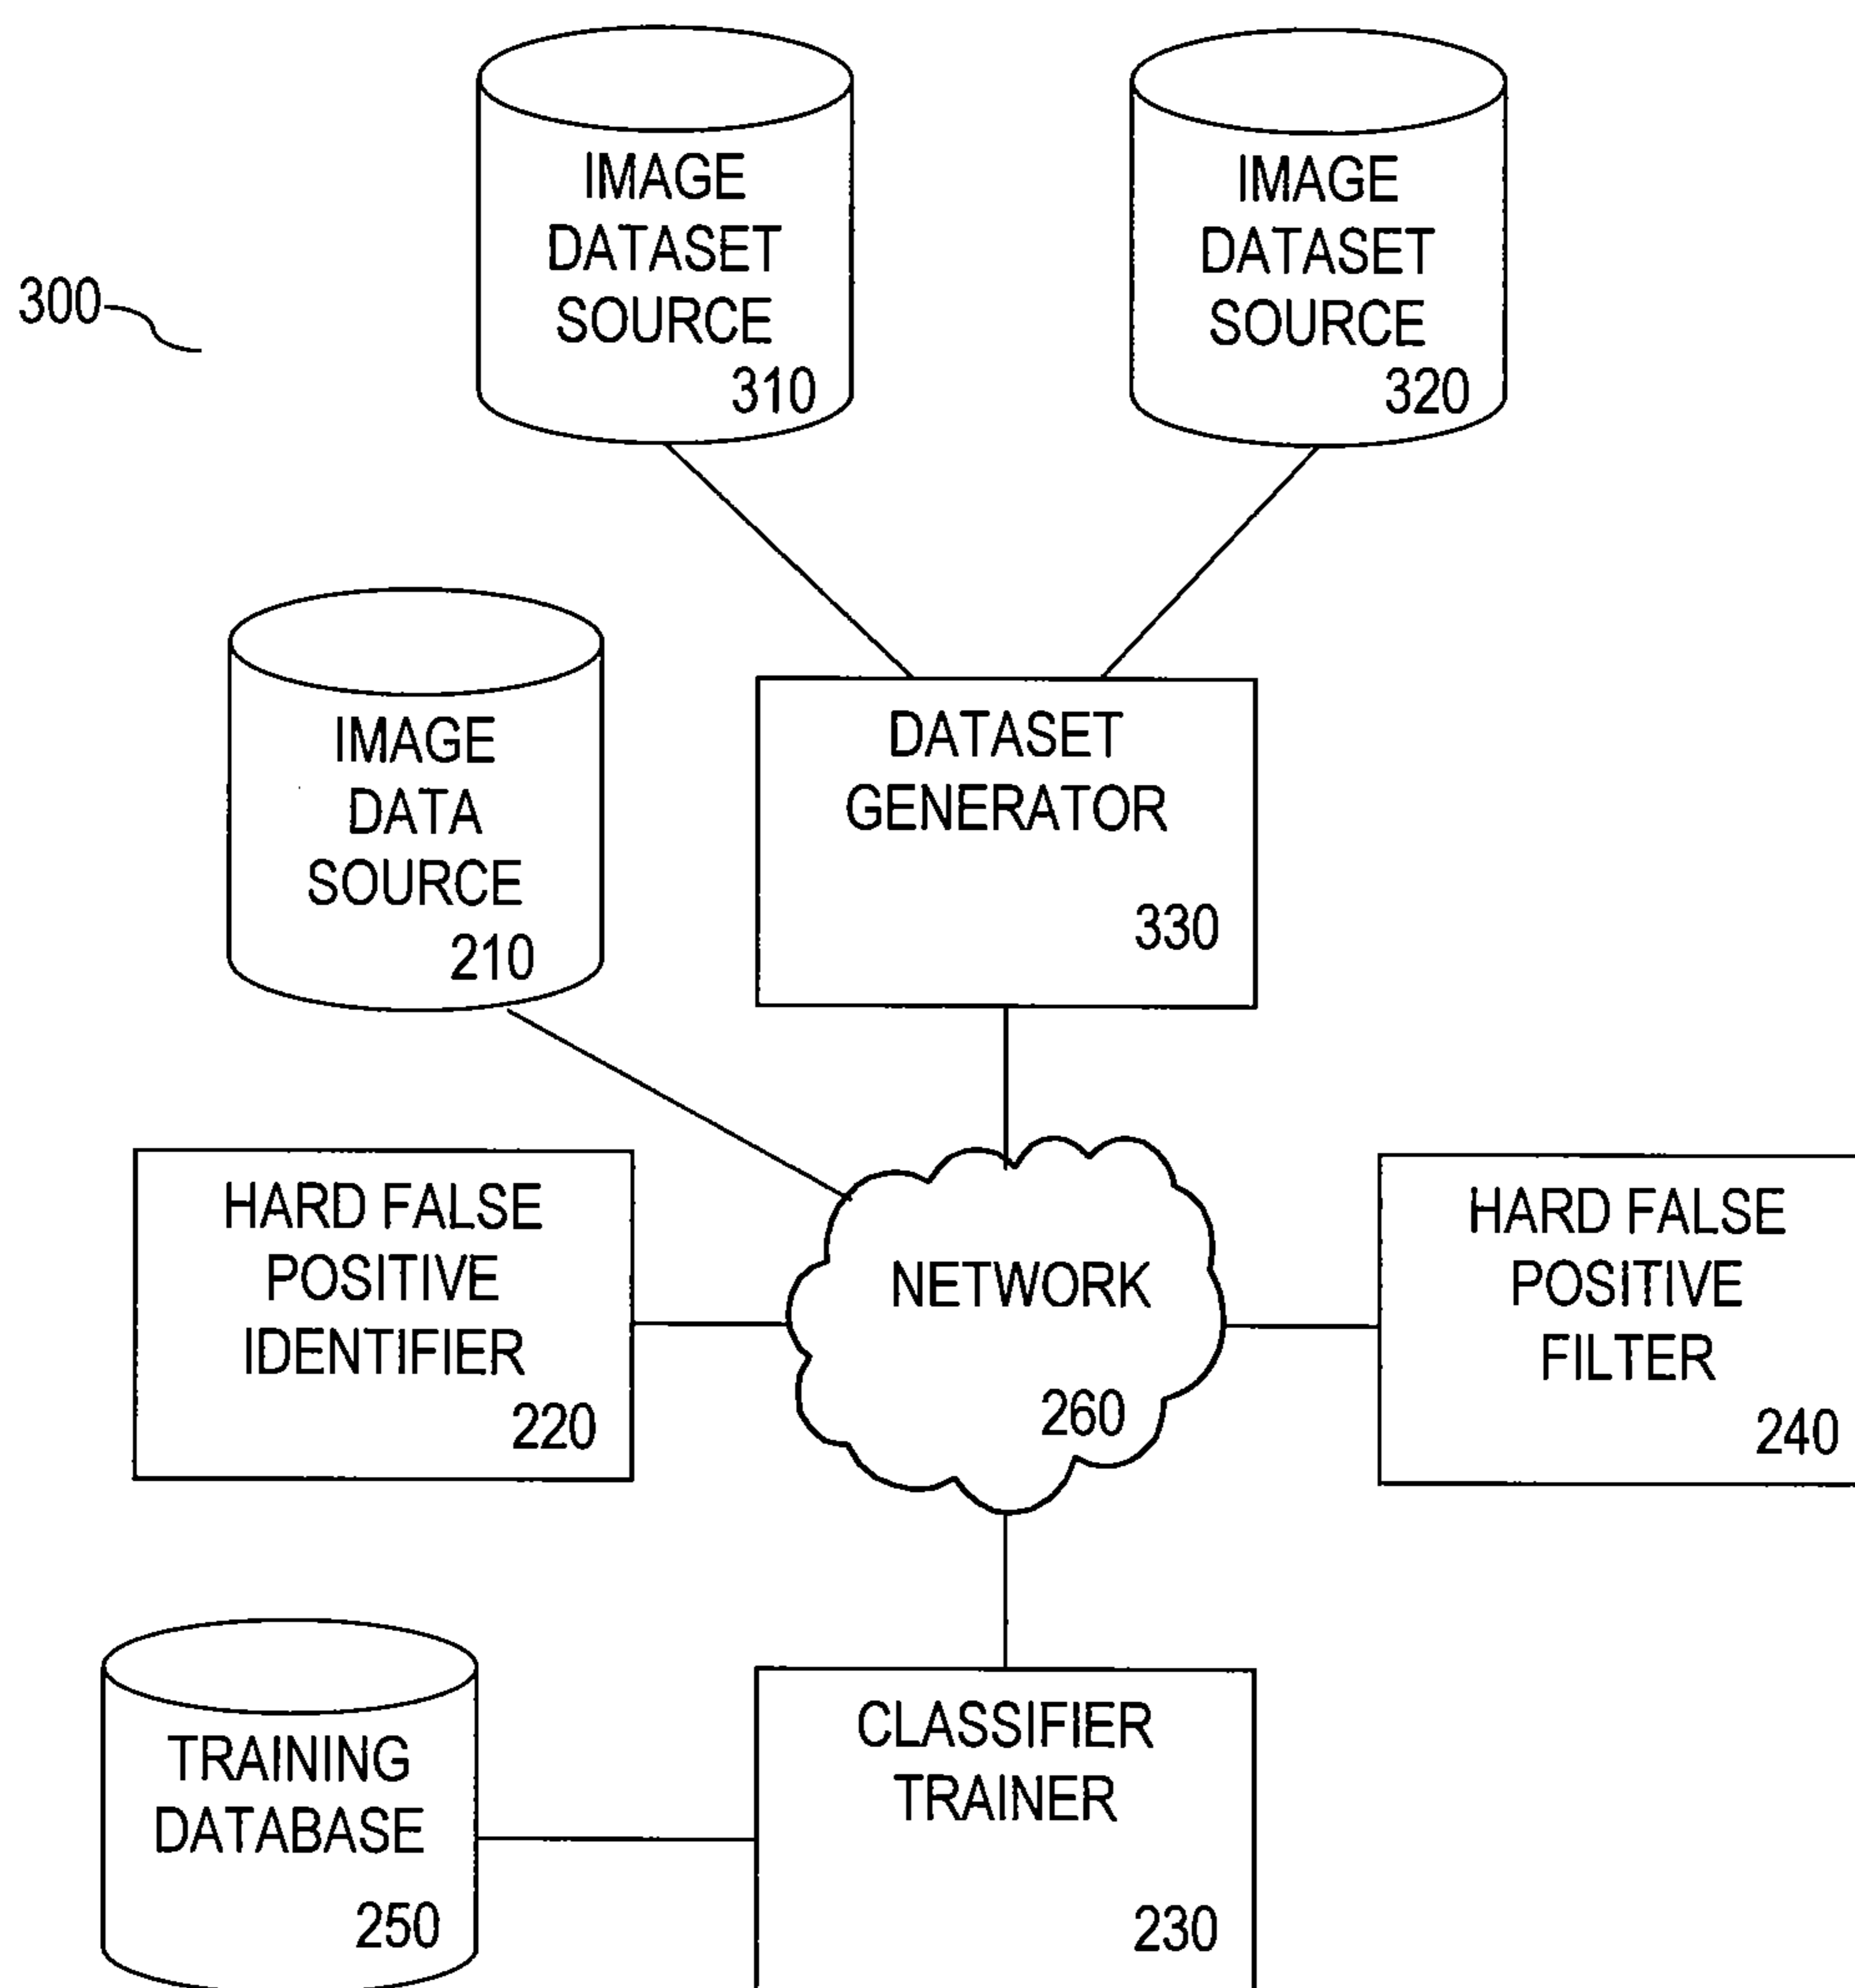 IMAGE
DATASET
SOURCE
310
IMAGE
DATASET
SOURCE
320
300
IMAGE
DATA
SOURCE
210
DATASET
GENERATOR
330
HARD FALSE
POSITIVE
IDENTIFIER
220
NETWORK
260
HARD FALSE
POSITIVE
FILTER
240
TRAINING
DATABASE
250
CLASSIFIER
TRAINER
230